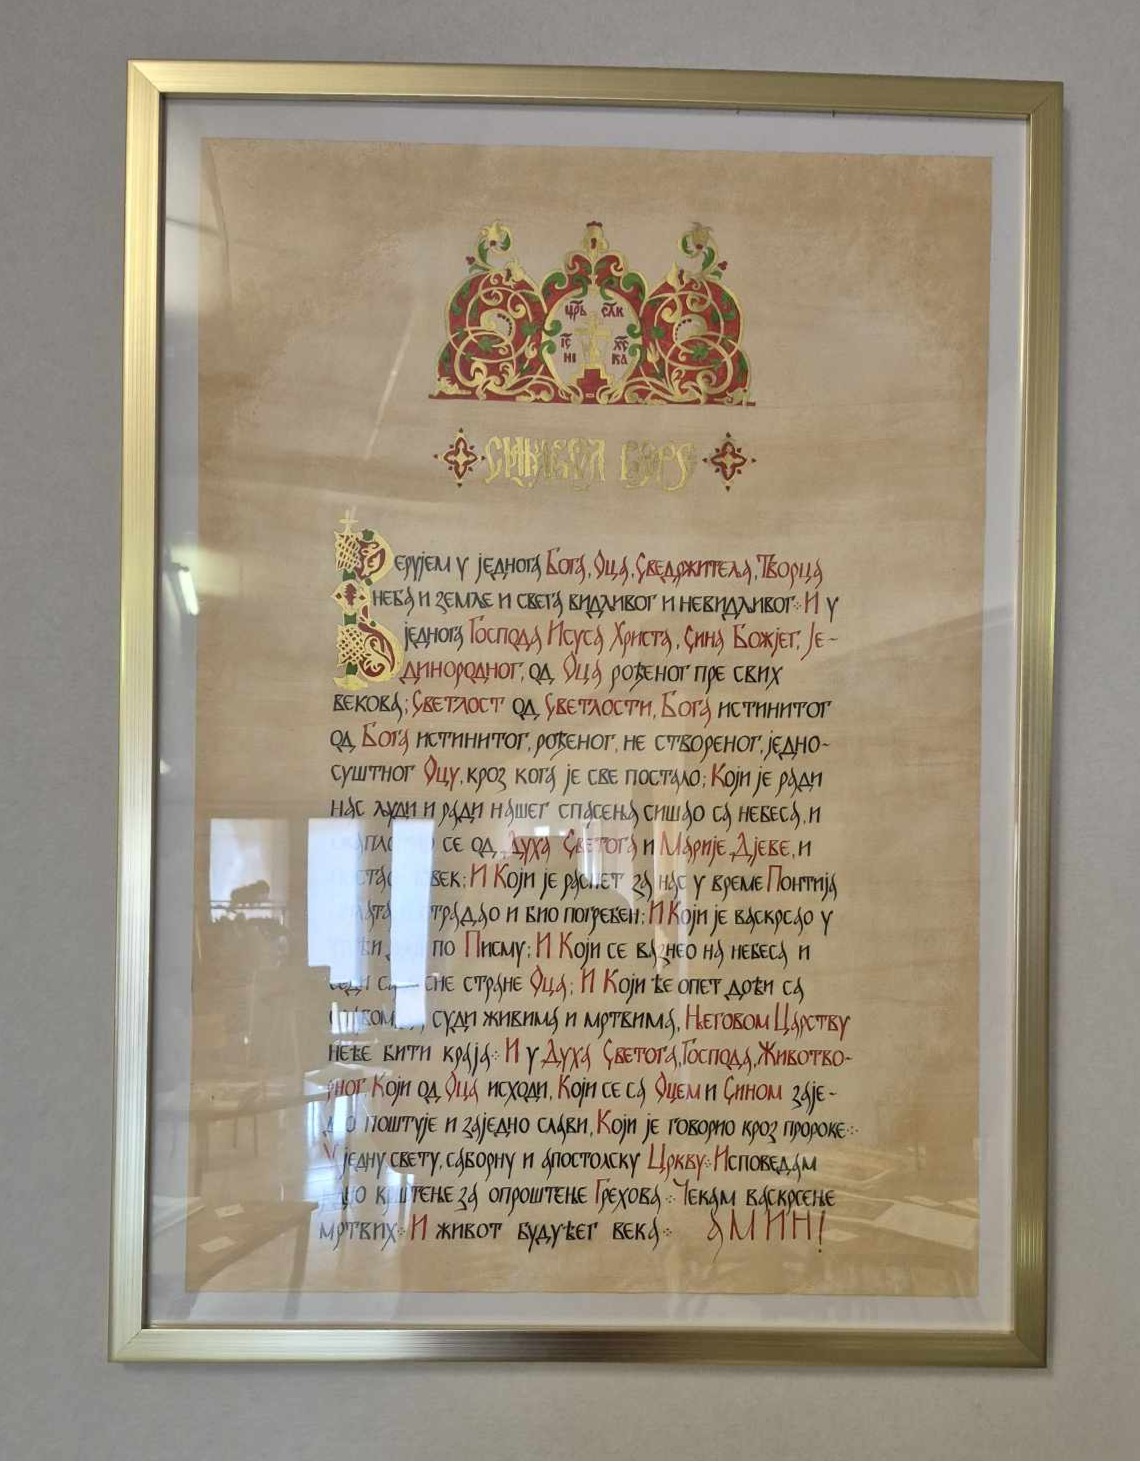 ЦРЬ СЛВ
ІС ХС
НІ КА
СИМВОЛ ВЕРЕ
Верујем у једнога Бога, Оца, Сведржитеља, Творца
неба и земље и свега видљивог и невидљивог И у
једнога Господа Исуса Христа, Сина Божјег, Је-
динородног, од Оца рођеног пре свих
векова; Светлост од Светлости, Бога истинитог
од Бога истинитог, рођеног, не створеног, једно-
суштног Оцу, кроз кога је све постало; Који је ради
нас људи и ради нашег спасења сишао са небеса, и
се од Духа Светога и Марије Дјеве, и
век; И Који је распет за нас у време Понтија
страдао и био погребен; И Који је васкрсао у
по Писму; И Који се вазнео на небеса и
седи са стране Оца; И Који ће опет доћи са
суди живима и мртвима, Његовом Царству
неће бити краја И у Духа Светога, Господа, Животво-
рног, Који од Оца исходи, Који се са Оцем и Сином заје-
поштује и заједно слави, Који је говорио кроз пророке
У једну свету, саборну и апостолску Цркву Исповедам
крштење за опроштење Грехова Чекам васкрсење
мртвих И живот будућег века АМИН!